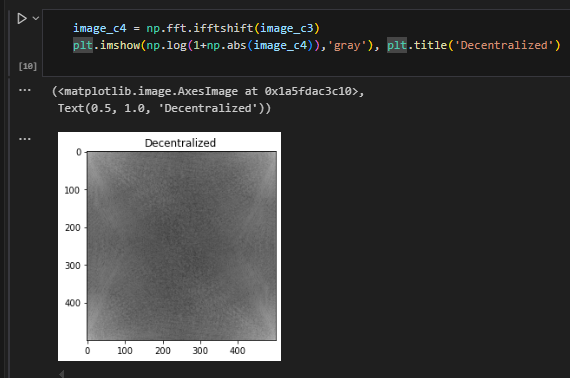 image_c4 = np.fft.ifftshift(image_c3)
plt.imshow(np.log(1+np.abs(image_c4)),'gray'), plt.title('Decentralized')
[10]
... (<matplotlib.image.AxesImage at 0x1a5fdac3c10>,
Text(0.5, 1.0, 'Decentralized'))
...
Decentralized
0
100
200
300
400
0 100 200 300 400